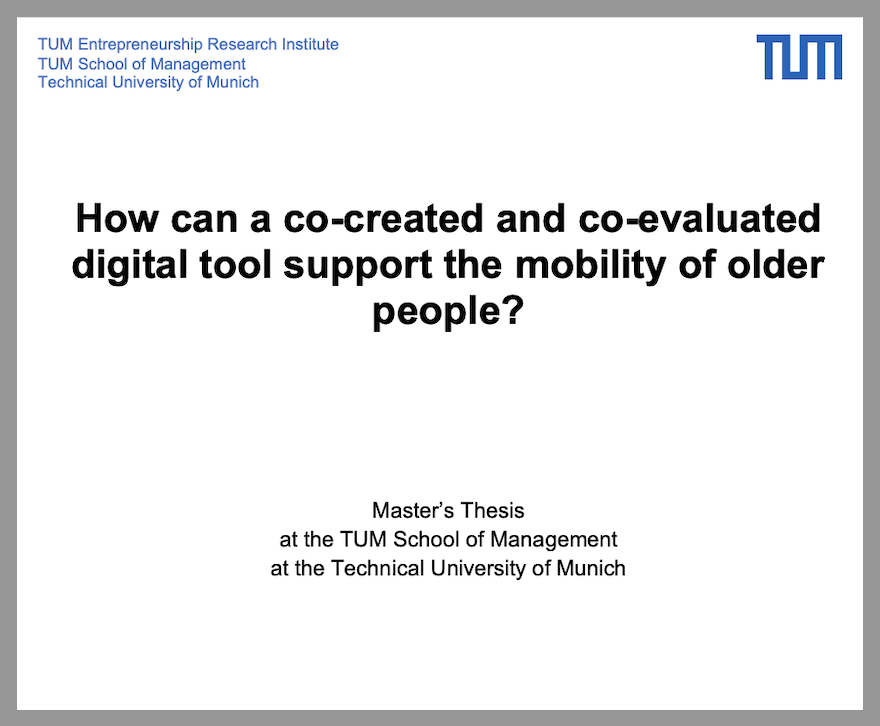 TUM Entrepreneurship Research Institute
TUM School of Management
Technical University of Munich
TUM
How can a co-created and co-evaluated
digital tool support the mobility of older
people?
Master’s Thesis
at the TUM School of Management
at the Technical University of Munich